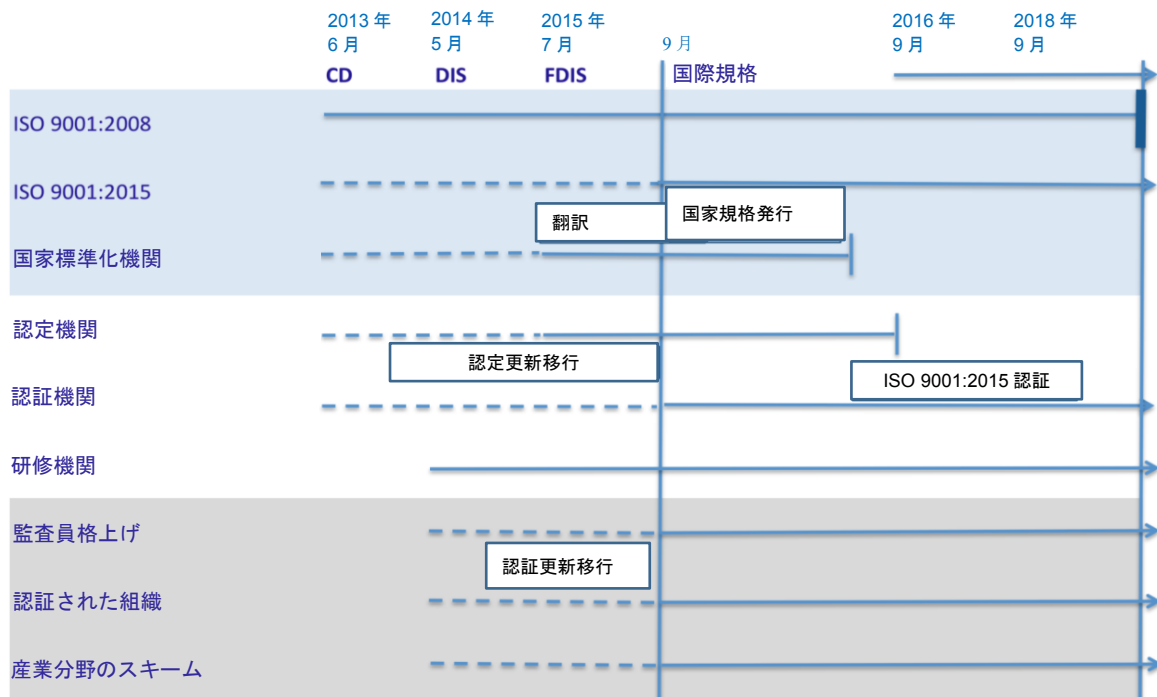 2013 年
6 月
2014 年
5 月
2015 年
7 月
9 月
2016 年
9 月
2018 年
9 月
CD
DIS
FDIS
国際規格
ISO 9001:2008
ISO 9001:2015
翻訳
国家規格発行
国家標準化機関
認定機関
認定更新移行
ISO 9001:2015 認証
認証機関
研修機関
監査員格上げ
認証更新移行
認証された組織
産業分野のスキーム